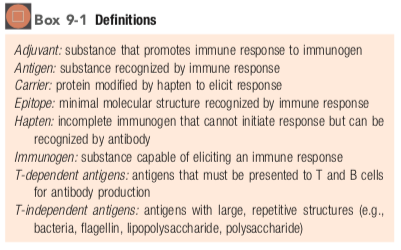 Box 9-1 Definitions
Adjuvant: substance that promotes immune response to immunogen
Antigen: substance recognized by immune response
Carrier: protein modified by hapten to elicit response
Epitope: minimal molecular structure recognized by immune response
Hapten: incomplete immunogen that cannot initiate response but can be
recognized by antibody
Immunogen: substance capable of eliciting an immune response
T-dependent antigens: antigens that must be presented to T and B cells
for antibody production
T-independent antigens: antigens with large, repetitive structures (e.g.,
bacteria, flagellin, lipopolysaccharide, polysaccharide)